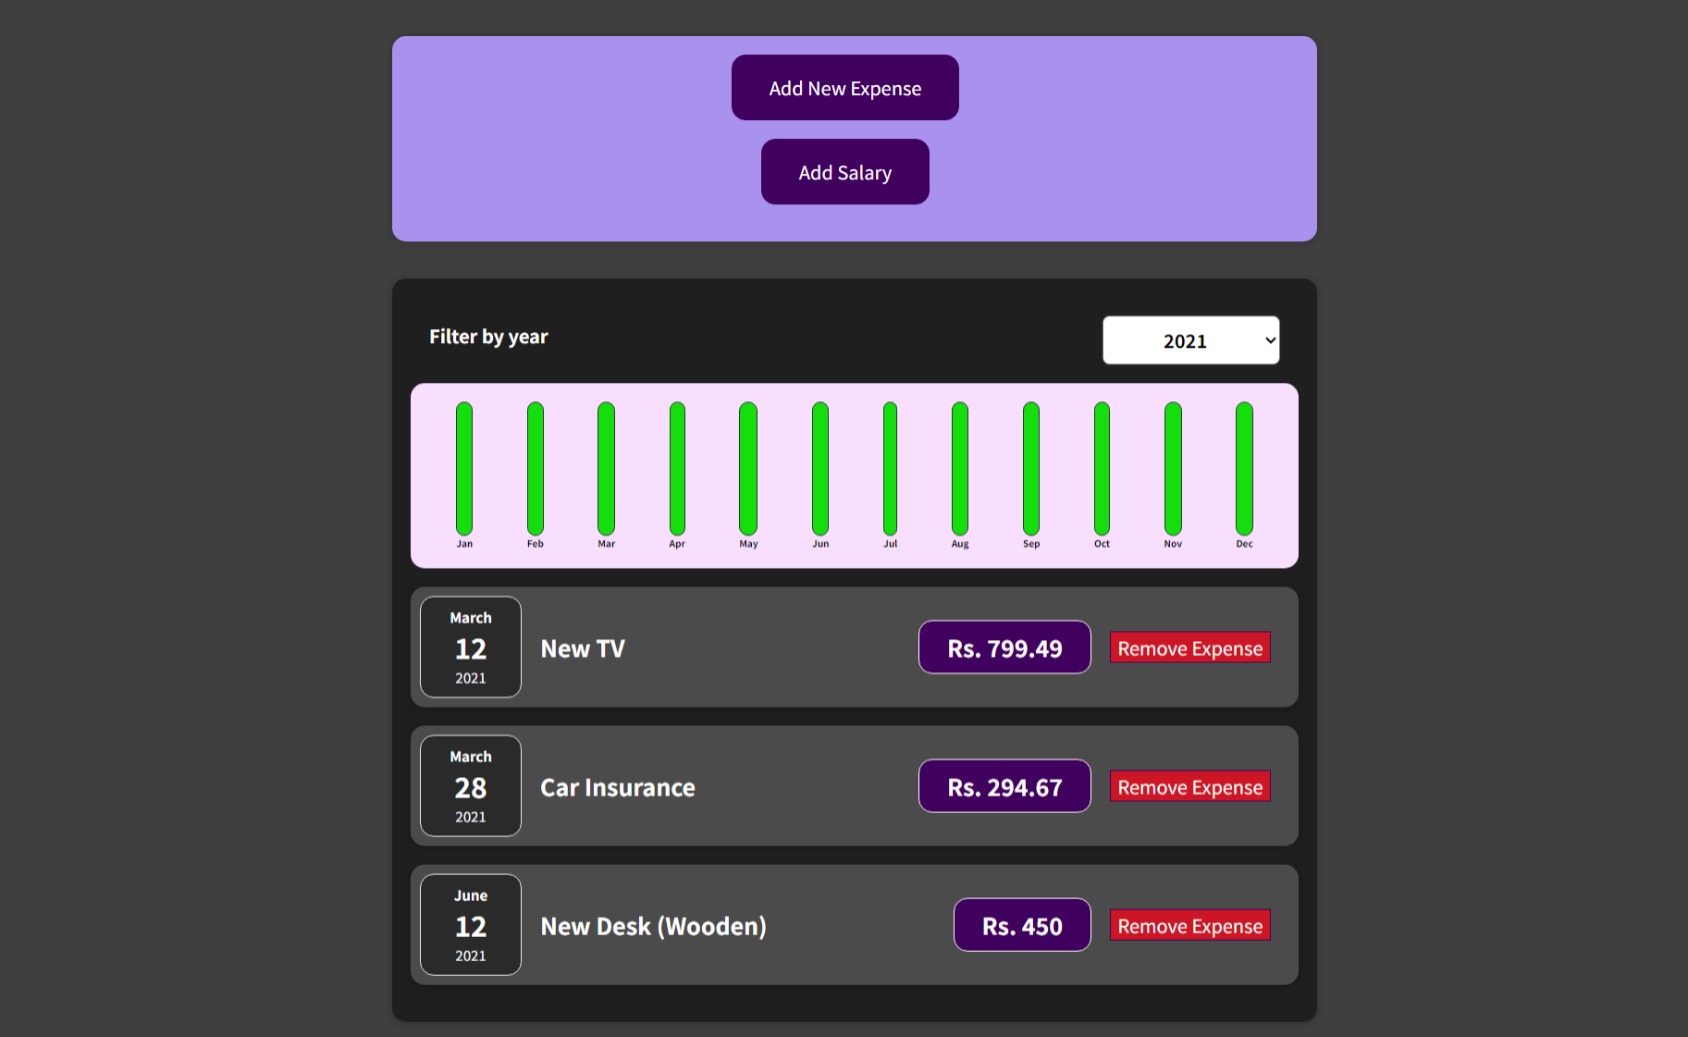 Add New Expense
Add Salary
Filter by year
2021
Jan Feb Mar Apr May Jun Jul Aug Sep Oct Nov Dec
March
12
2021
New TV
Rs. 799.49
Remove Expense
March
28
2021
Car Insurance
Rs. 294.67
Remove Expense
June
12
2021
New Desk (Wooden)
Rs. 450
Remove Expense